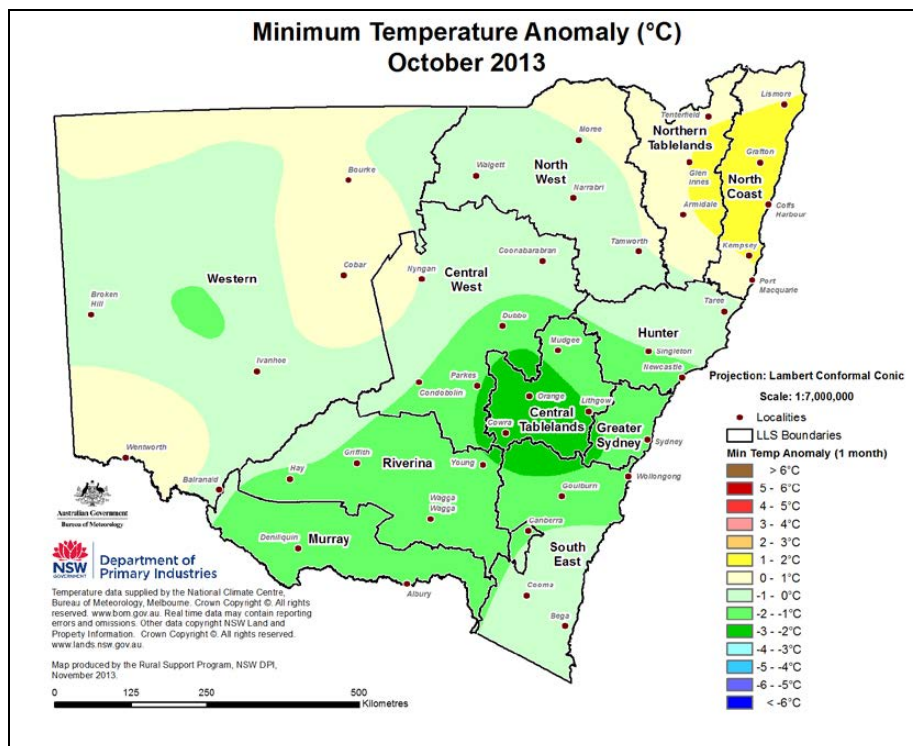 Minimum Temperature Anomaly (°C)
October 2013
Lismore
Tenterfield
Northern
Tablelands
Moree
North
West
Walgett
Grafton
Glen
Innes
North
Coast
Bourke
Narrabri
Armidale
Coffs
Harbour
Kempsey
Tamworth
Coonabarabran
Western
Cobar
Nyngan
Central
West
Port
Macquarie
Broken
Hill
Taree
Dubbo
Hunter
Mudgee
Singleton
Ivanhoe
Newcastle
Parkes
Condobolin
Orange
Lithgow
Central
Tablelands
Cowra
Greater
Sydney
Sydney
Wentworth
Griffith
Riverina
Young
Hay
Balranald
Wollongong
Goulburn
Wagga
Wagga
Canberra
Deniliquin
Murray
South
East
Albury
Cooma
Bega
Projection: Lambert Conformal Conic
Scale: 1:7,000,000
Localities
LLS Boundaries
Min Temp Anomaly (1 month)
> 6°C
5 - 6°C
4 - 5°C
3 - 4°C
2 - 3°C
1 - 2°C
0 - 1°C
-1 - 0°C
-2 - -1°C
-3 - -2°C
-4 - -3°C
-5 - -4°C
-6 - -5°C
< -6°C
Australian Government
Bureau of Meteorology
NSW
GOVERNMENT
Department of
Primary Industries
Temperature data supplied by the National Climate Centre,
Bureau of Meteorology, Melbourne. Crown Copyright ©. All rights
reserved. www.bom.gov.au. Real time data may contain reporting
errors and omissions. Other data copyright NSW Land and
Property Information. Crown Copyright ©. All rights reserved.
www.lands.nsw.gov.au.
Map produced by the Rural Support Program, NSW DPI,
November 2013.
0 125 250 500
Kilometres